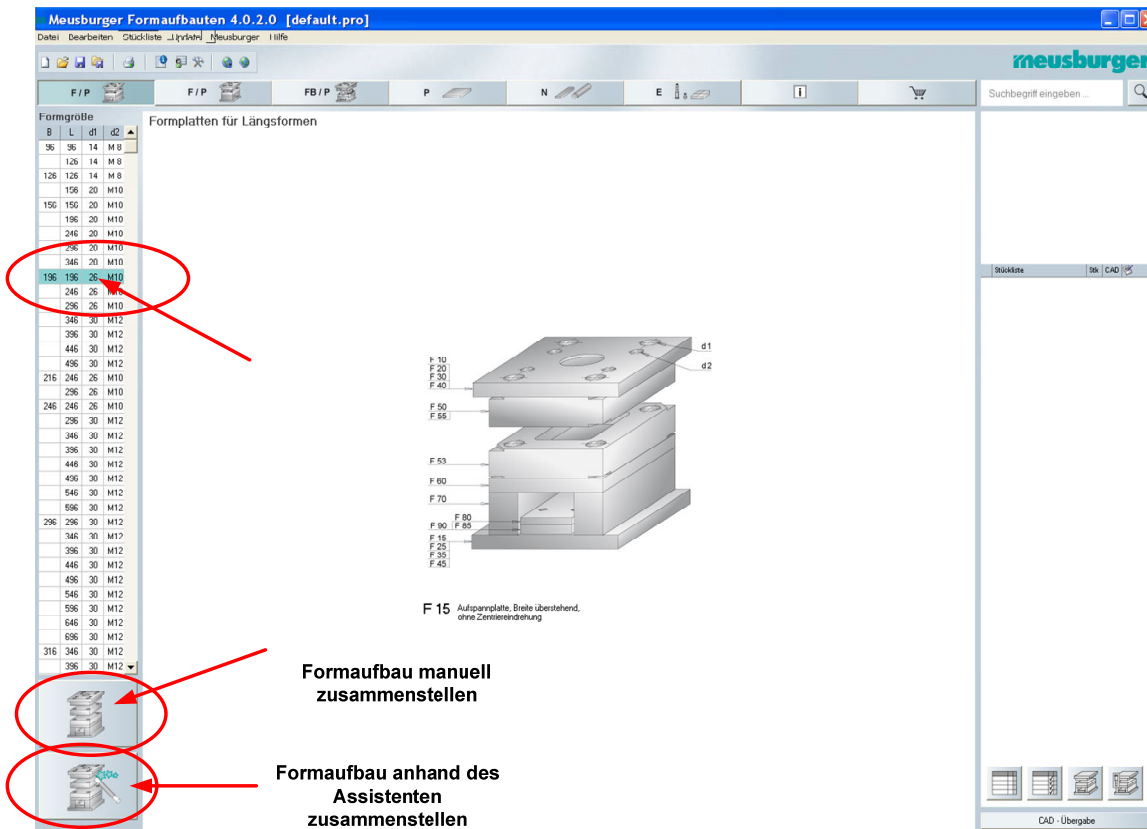 Meusburger Formaufbauten 4.0.2.0 [default.pro]
Datei Bearbeiten Stückliste Update Meusburger Hilfe
meusburger
F / P F / P FB / P P N E i
Suchbegriff eingeben ...
Formgröße
B L d1 d2
96 96 14 M 8
126 14 M 8
126 126 14 M 8
156 20 M10
156 156 20 M10
196 20 M10
246 20 M10
296 20 M10
346 20 M10
196 196 26 M10
246 26 M10
296 26 M10
346 30 M12
396 30 M12
446 30 M12
496 30 M12
216 246 26 M10
296 26 M10
246 246 26 M10
296 30 M12
346 30 M12
396 30 M12
446 30 M12
496 30 M12
546 30 M12
596 30 M12
296 296 30 M12
346 30 M12
396 30 M12
446 30 M12
496 30 M12
546 30 M12
596 30 M12
646 30 M12
696 30 M12
316 346 30 M12
396 30 M12
Formplatten für Längsformen
d1
d2
F 10
F 20
F 30
F 40
F 50
F 55
F 53
F 60
F 70
F 80
F 90 F 85
F 15
F 25
F 35
F 45
F 15 Aufspannplatte, Breite überstehend,
ohne Zentriereindrehung
Formaufbau manuell
zusammenstellen
Formaufbau anhand des
Assistenten
zusammenstellen
Stückliste Stk CAD
CAD - Übergabe